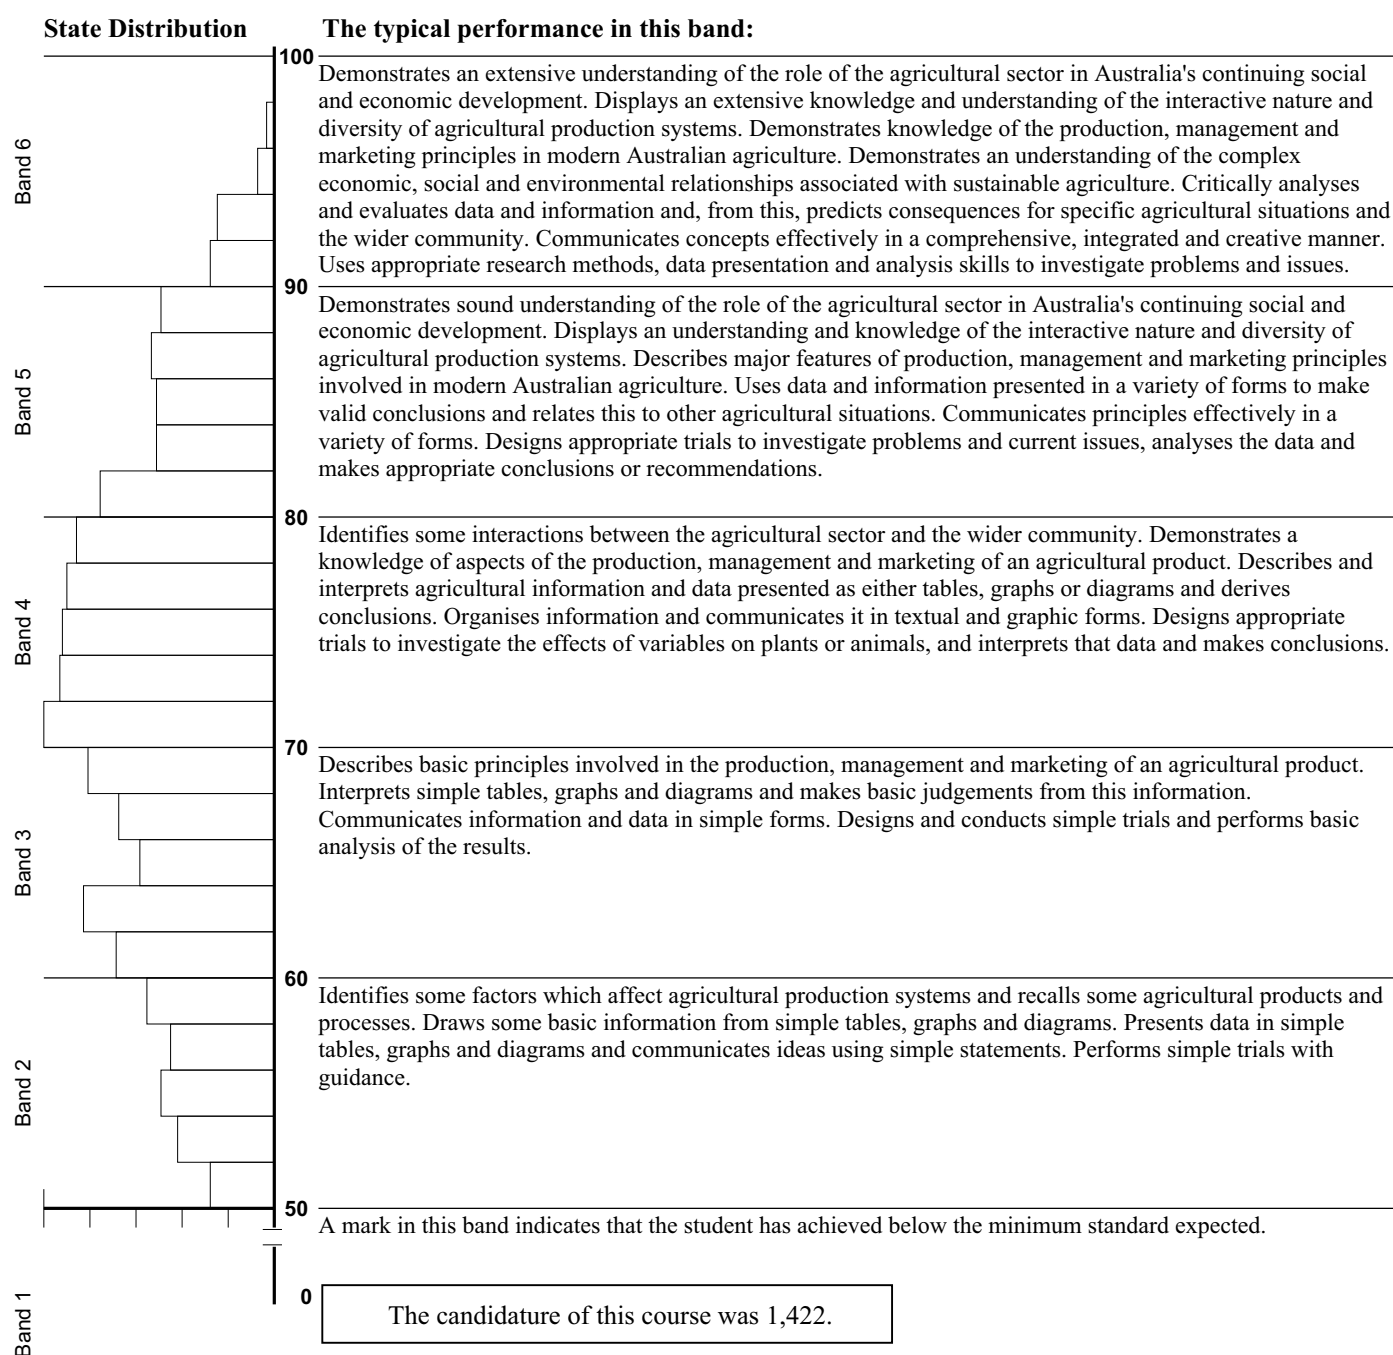 State Distribution
The typical performance in this band:
100
Band 6
Demonstrates an extensive understanding of the role of the agricultural sector in Australia's continuing social
and economic development. Displays an extensive knowledge and understanding of the interactive nature and
diversity of agricultural production systems. Demonstrates knowledge of the production, management and
marketing principles in modern Australian agriculture. Demonstrates an understanding of the complex
economic, social and environmental relationships associated with sustainable agriculture. Critically analyses
and evaluates data and information and, from this, predicts consequences for specific agricultural situations and
the wider community. Communicates concepts effectively in a comprehensive, integrated and creative manner.
Uses appropriate research methods, data presentation and analysis skills to investigate problems and issues.
90
Band 5
Demonstrates sound understanding of the role of the agricultural sector in Australia's continuing social and
economic development. Displays an understanding and knowledge of the interactive nature and diversity of
agricultural production systems. Describes major features of production, management and marketing principles
involved in modern Australian agriculture. Uses data and information presented in a variety of forms to make
valid conclusions and relates this to other agricultural situations. Communicates principles effectively in a
variety of forms. Designs appropriate trials to investigate problems and current issues, analyses the data and
makes appropriate conclusions or recommendations.
80
Band 4
Identifies some interactions between the agricultural sector and the wider community. Demonstrates a
knowledge of aspects of the production, management and marketing of an agricultural product. Describes and
interprets agricultural information and data presented as either tables, graphs or diagrams and derives
conclusions. Organises information and communicates it in textual and graphic forms. Designs appropriate
trials to investigate the effects of variables on plants or animals, and interprets that data and makes conclusions.
70
Band 3
Describes basic principles involved in the production, management and marketing of an agricultural product.
Interprets simple tables, graphs and diagrams and makes basic judgements from this information.
Communicates information and data in simple forms. Designs and conducts simple trials and performs basic
analysis of the results.
60
Band 2
Identifies some factors which affect agricultural production systems and recalls some agricultural products and
processes. Draws some basic information from simple tables, graphs and diagrams. Presents data in simple
tables, graphs and diagrams and communicates ideas using simple statements. Performs simple trials with
guidance.
50
A mark in this band indicates that the student has achieved below the minimum standard expected.
0
Band 1
The candidature of this course was 1,422.